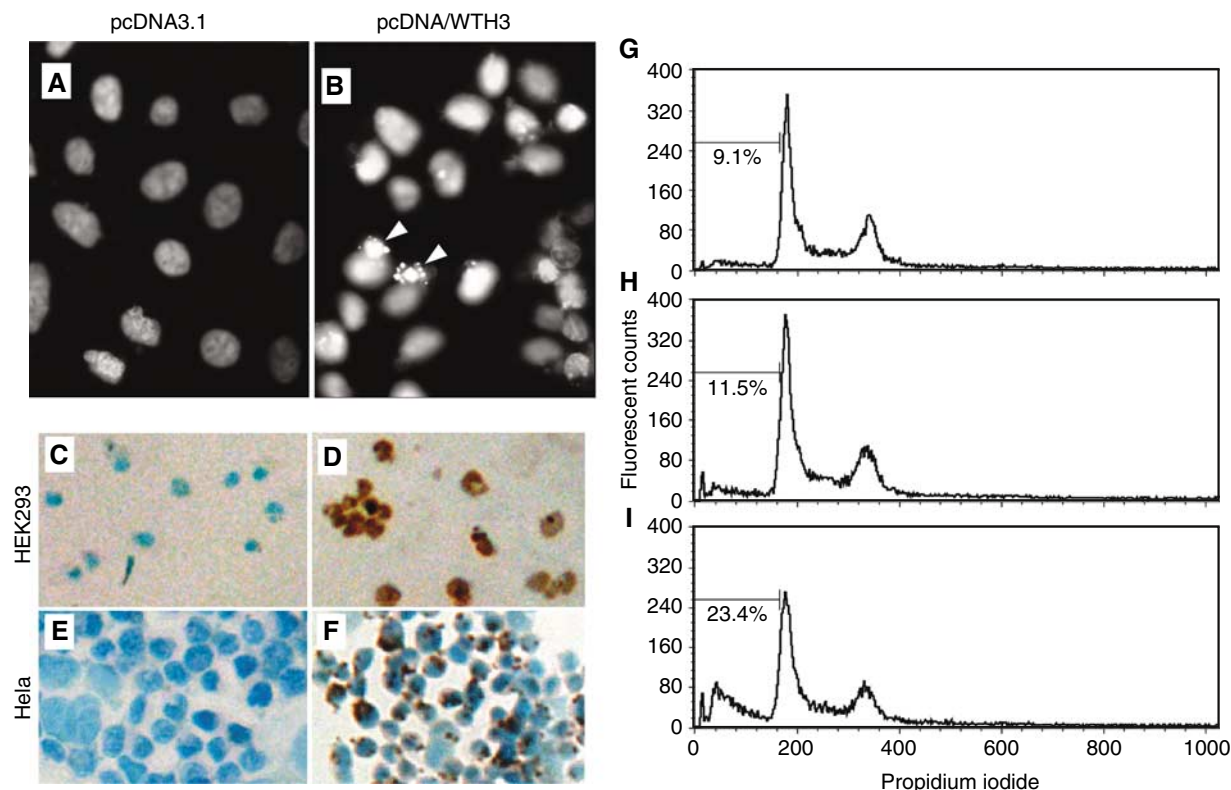 pcDNA3.1
pcDNA/WTH3
A
B
HEK293
C
D
Hela
E
F
G
400
320
240
160
80
0
9.1%
H
400
320
240
160
80
0
11.5%
Fluorescent counts
I
400
320
240
160
80
0
23.4%
0
200
400
600
800
1000
Propidium iodide